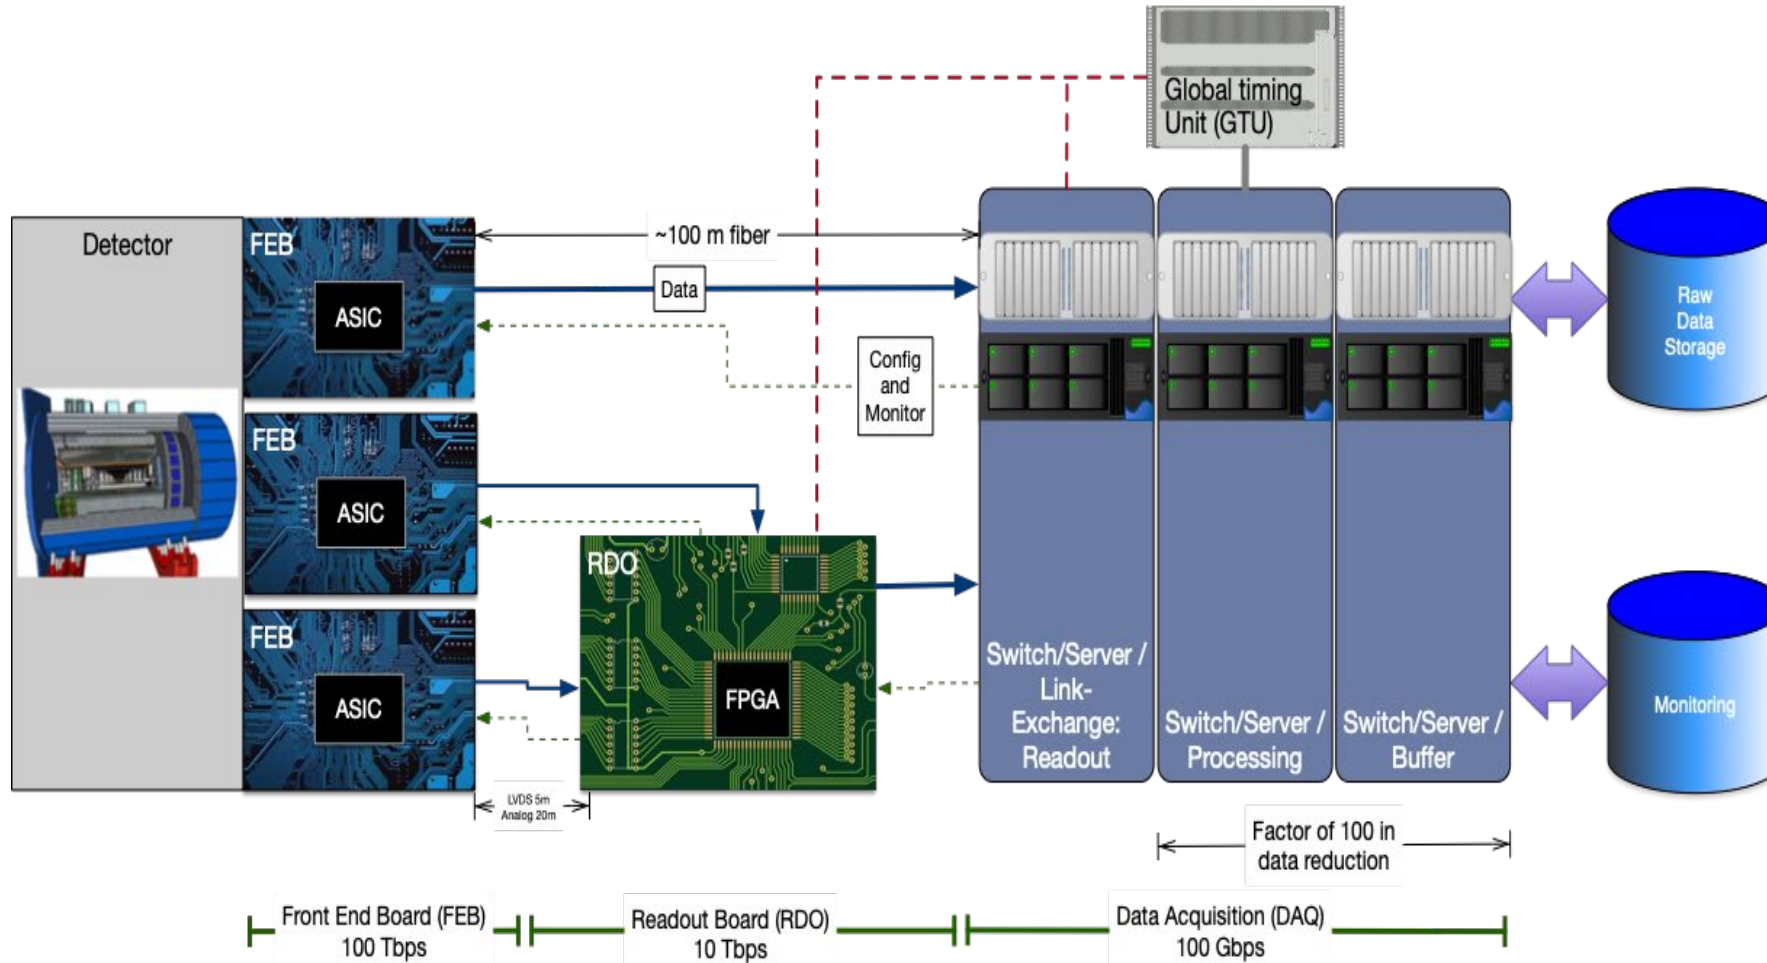 Global timing
Unit (GTU)
Detector
FEB
ASIC
~100 m fiber
Data
Config
and
Monitor
FEB
ASIC
RDO
FPGA
FEB
ASIC
LVDS 5m
Analog 20m
Switch/Server /
Link-
Exchange:
Readout
Switch/Server /
Processing
Switch/Server /
Buffer
Raw
Data
Storage
Monitoring
Factor of 100 in
data reduction
Front End Board (FEB)
100 Tbps
Readout Board (RDO)
10 Tbps
Data Acquisition (DAQ)
100 Gbps